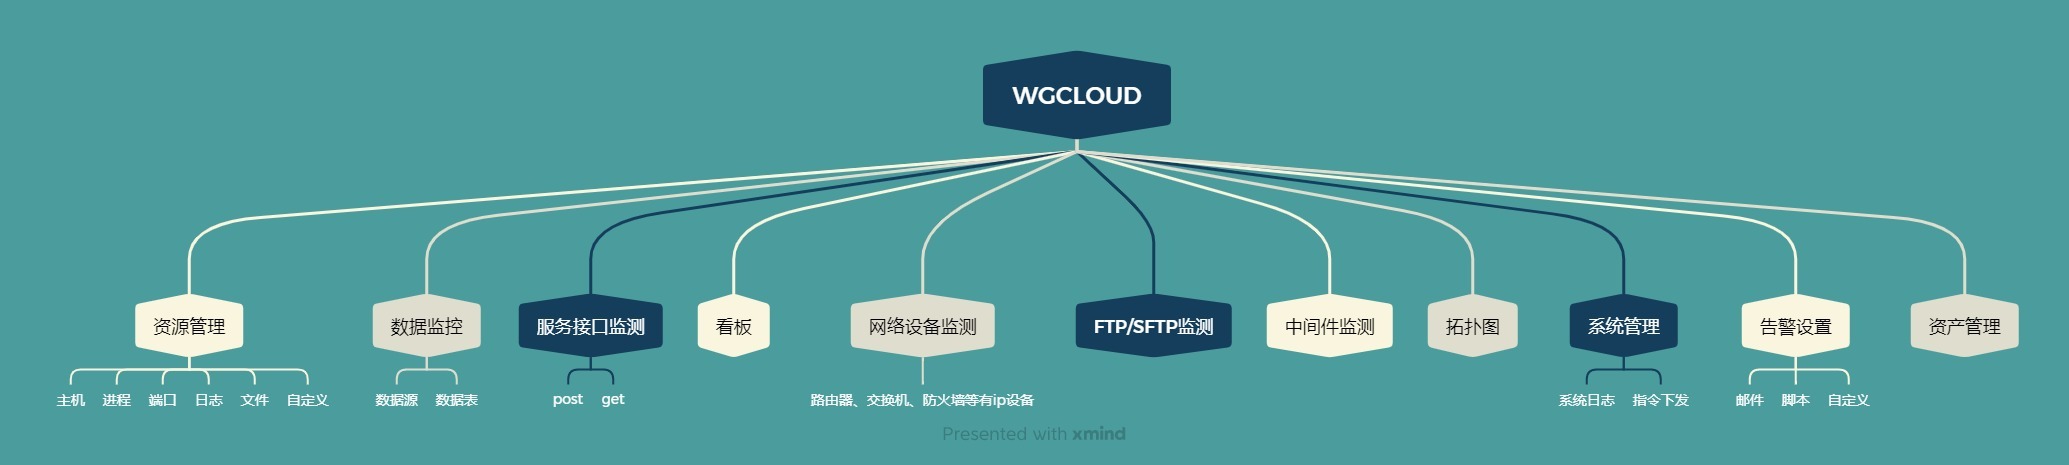 WGCLOUD
资源管理
数据监控
服务接口监测
看板
网络设备监测
FTP/SFTP监测
中间件监测
拓扑图
系统管理
告警设置
资产管理
主机
进程
端口
日志
文件
自定义
数据源
数据表
post
get
路由器、交换机、防火墙等有ip设备
系统日志
指令下发
邮件
脚本
自定义
Presented with xmind